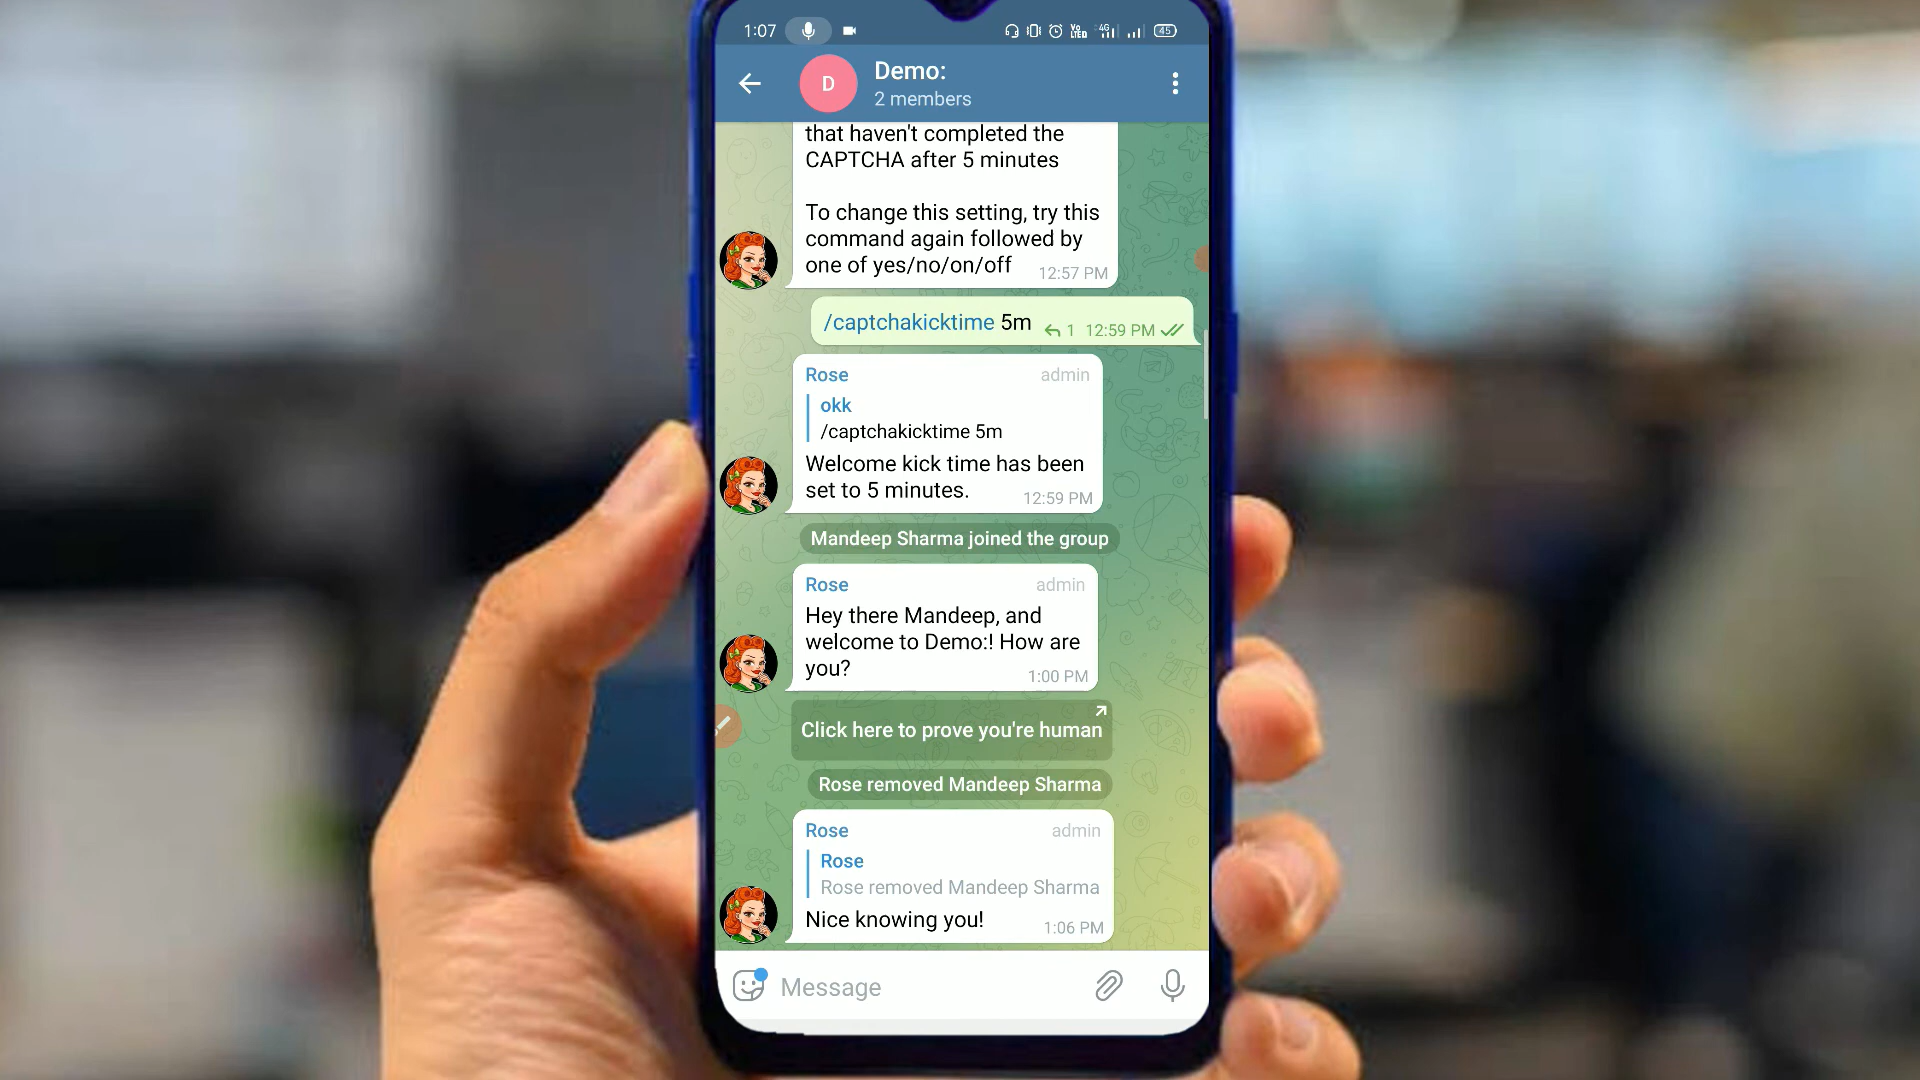 1:07
Vo
LTED
4G
45
D
Demo:
2 members
that haven't completed the
CAPTCHA after 5 minutes
To change this setting, try this
command again followed by
one of yes/no/on/off
12:57 PM
/captchakicktime 5m
1 12:59 PM
Rose admin
okk
/captchakicktime 5m
Welcome kick time has been
set to 5 minutes.
12:59 PM
Mandeep Sharma joined the group
Rose admin
Hey there Mandeep, and
welcome to Demo:! How are
you?
1:00 PM
Click here to prove you're human
Rose removed Mandeep Sharma
Rose admin
Rose
Rose removed Mandeep Sharma
Nice knowing you!
1:06 PM
Message